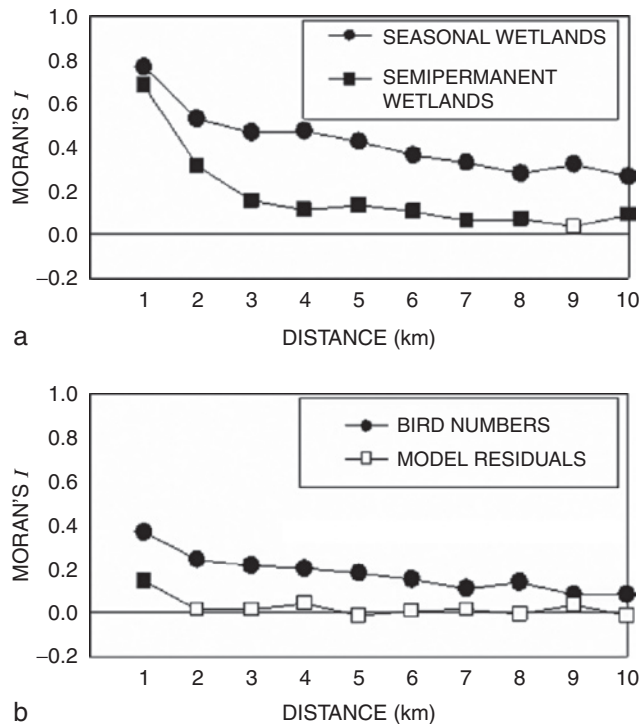 1.0
0.8
0.6
0.4
0.2
0.0
−0.2
MORAN'S I
SEASONAL WETLANDS
SEMIPERMANENT
WETLANDS
1 2 3 4 5 6 7 8 9 10
a
DISTANCE (km)
1.0
0.8
0.6
0.4
0.2
0.0
−0.2
MORAN'S I
BIRD NUMBERS
MODEL RESIDUALS
1 2 3 4 5 6 7 8 9 10
b
DISTANCE (km)